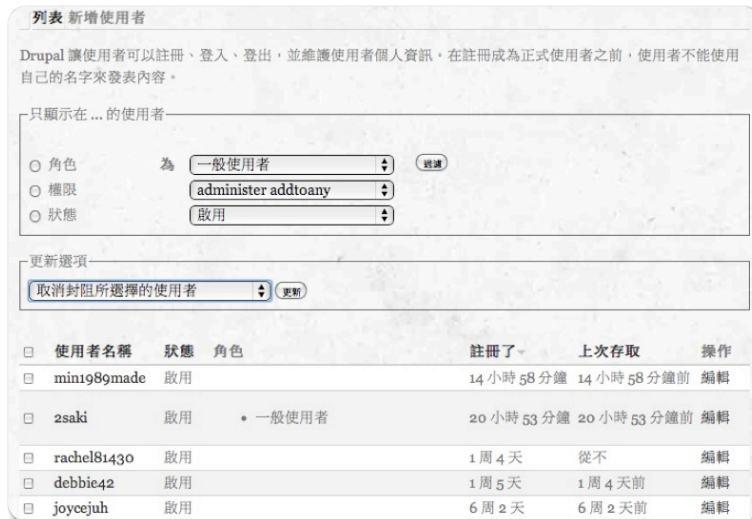 列表 新增使用者
Drupal 讓使用者可以註冊、登入、登出，並維護使用者個人資訊。在註冊成為正式使用者之前，使用者不能使用
自己的名字來發表內容。
只顯示在 ... 的使用者
角色 為 一般使用者 過濾
權限 administer addtoany
狀態 啟用
更新選項
取消封阻所選擇的使用者 更新
使用者名稱 狀態 角色 註冊了 上次存取 操作
min1989made 啟用 14 小時 58 分鐘 14 小時 58 分鐘前 編輯
2saki 啟用 • 一般使用者 20 小時 53 分鐘 20 小時 53 分鐘前 編輯
rachel81430 啟用 1 周 4 天 從不 編輯
debbie42 啟用 1 周 5 天 1 周 4 天前 編輯
joycejuh 啟用 6 周 2 天 6 周 2 天前 編輯